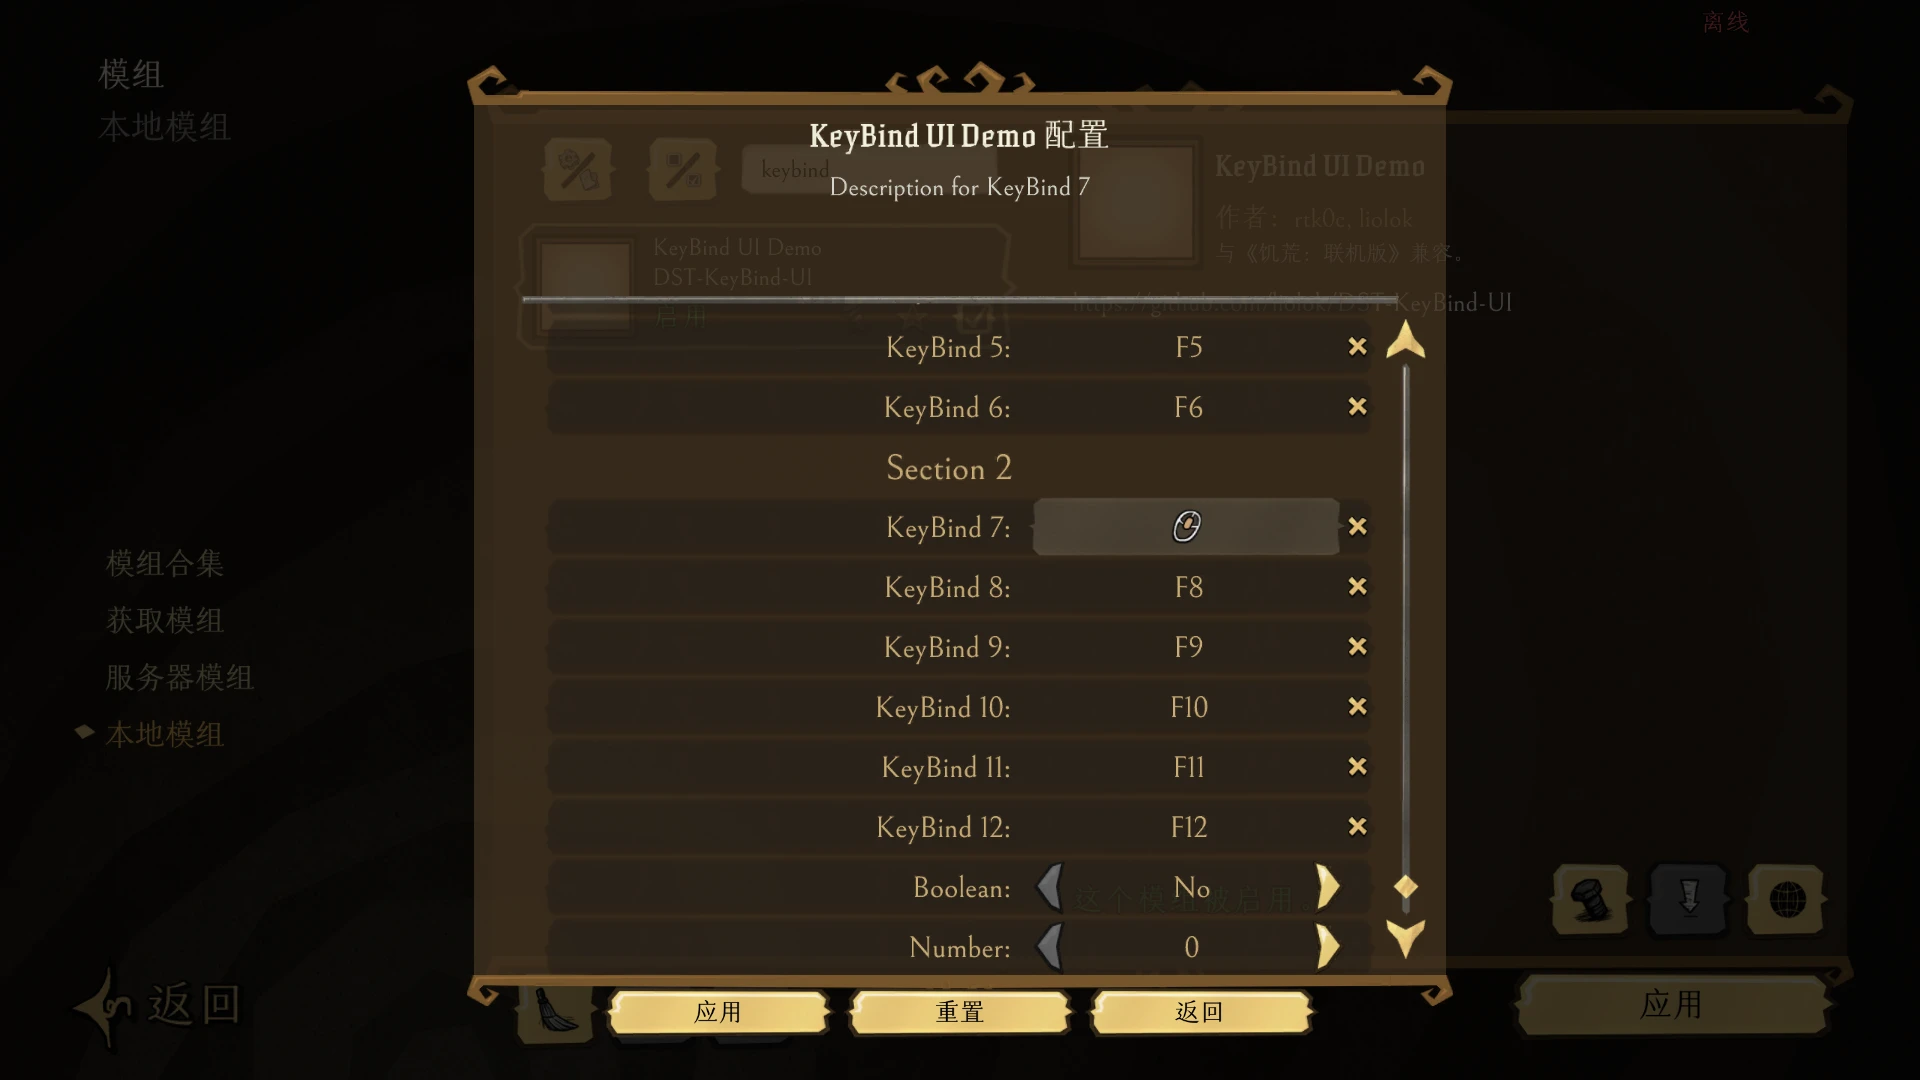 离线
模组
本地模组
KeyBind UI Demo 配置
Description for KeyBind 7
keybind
KeyBind UI Demo
作者： rtk0c, liolok
与《饥荒：联机版》兼容。
https://github.com/liolok/DST-KeyBind-UI
KeyBind UI Demo
DST-KeyBind-UI
启用
KeyBind 5: F5
KeyBind 6: F6
Section 2
KeyBind 7:
KeyBind 8: F8
KeyBind 9: F9
KeyBind 10: F10
KeyBind 11: F11
KeyBind 12: F12
Boolean: No
这个模组被启用。
Number: 0
模组合集
获取模组
服务器模组
本地模组
返回
应用
重置
返回
应用